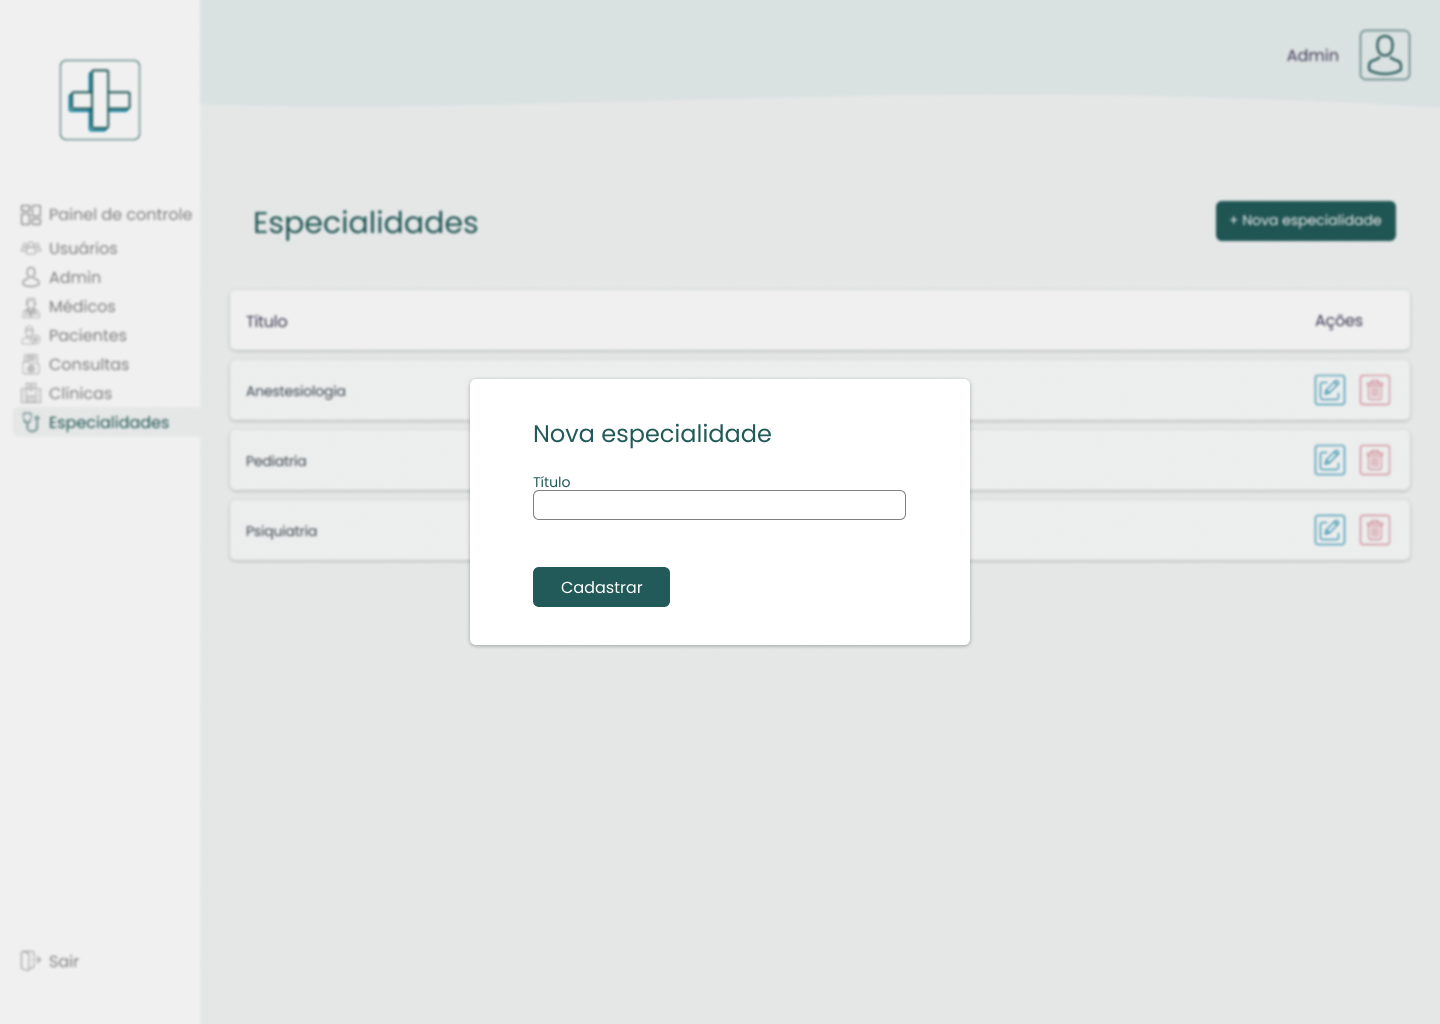 Admin
Painel de controle
Usuários
Admin
Médicos
Pacientes
Consultas
Clínicas
Especialidades
Sair
Especialidades
+ Nova especialidade
Título
Ações
Anestesiologia
Pediatria
Psiquiatria
Nova especialidade
Título
Cadastrar